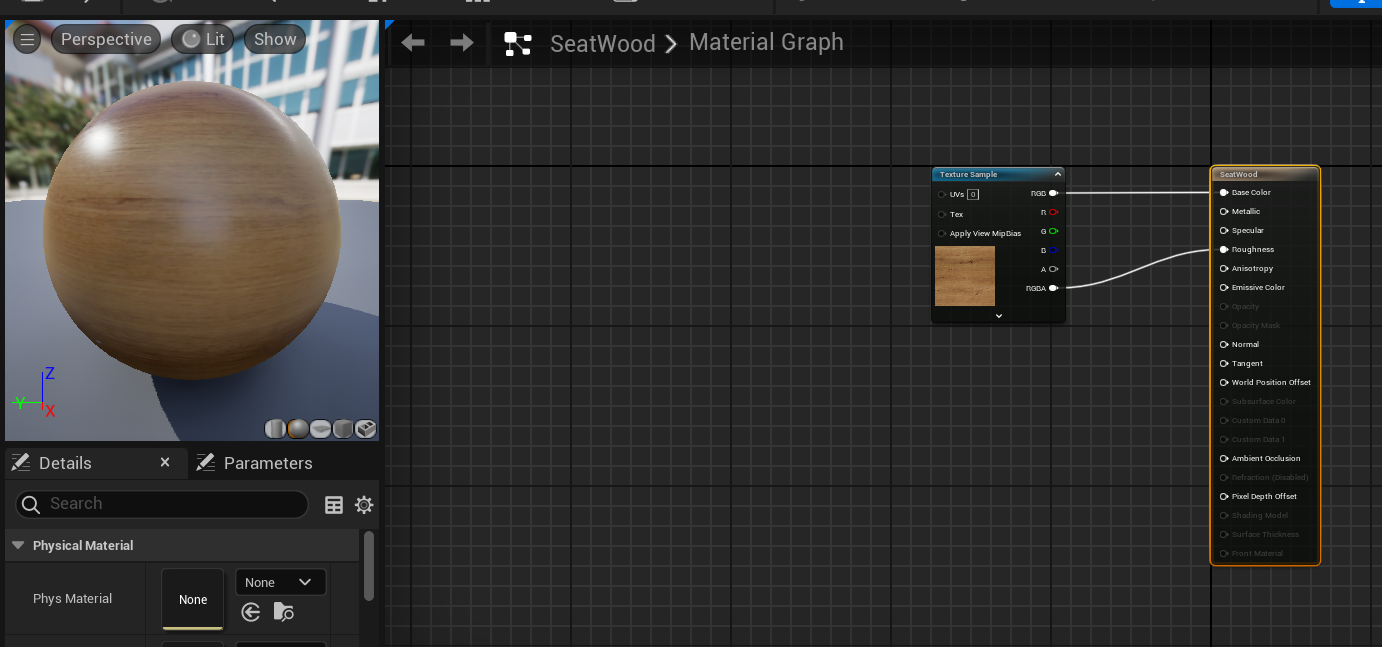 Perspective
Lit
Show
SeatWood
Material Graph
Texture Sample
UVs 0
RGB
Tex
R
Apply View MipBias
G
B
A
RGBA
SeatWood
Base Color
Metallic
Specular
Roughness
Anisotropy
Emissive Color
Opacity
Opacity Mask
Normal
Tangent
World Position Offset
Subsurface Color
Custom Data 0
Custom Data 1
Ambient Occlusion
Refraction (Disabled)
Pixel Depth Offset
Shading Model
Surface Thickness
Front Material
Z
Y
X
Details
Parameters
Search
Physical Material
Phys Material
None
None